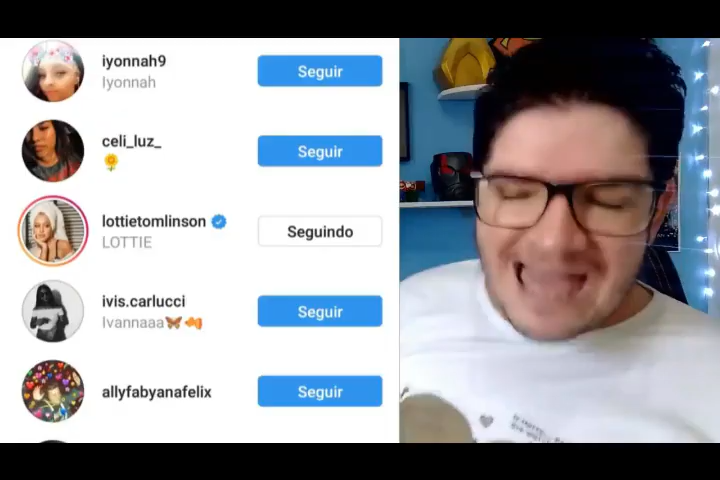 iyonnah9
Iyonnah
Seguir
celi_luz_
Seguir
lottietomlinson
LOTTIE
Seguindo
ivis.carlucci
Ivannaaa
Seguir
allyfabyanafelix
Seguir